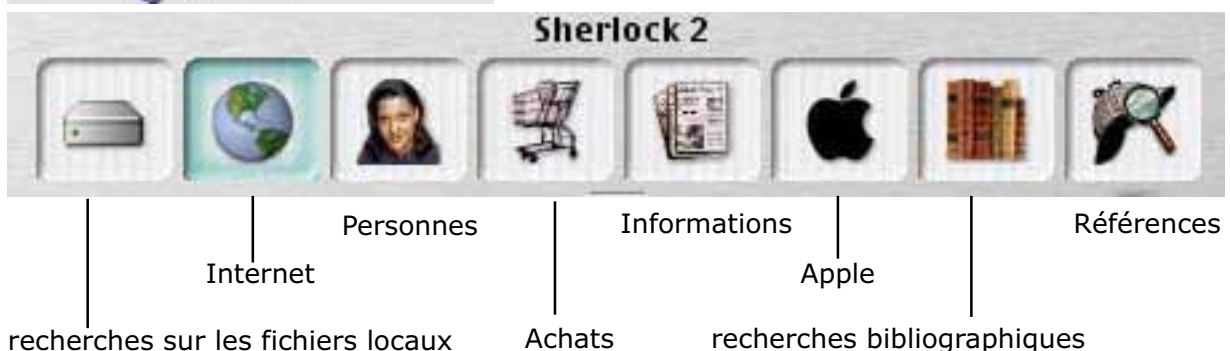 Sherlock 2
Personnes Informations Références
Internet Apple
recherches sur les fichiers locaux Achats recherches bibliographiques